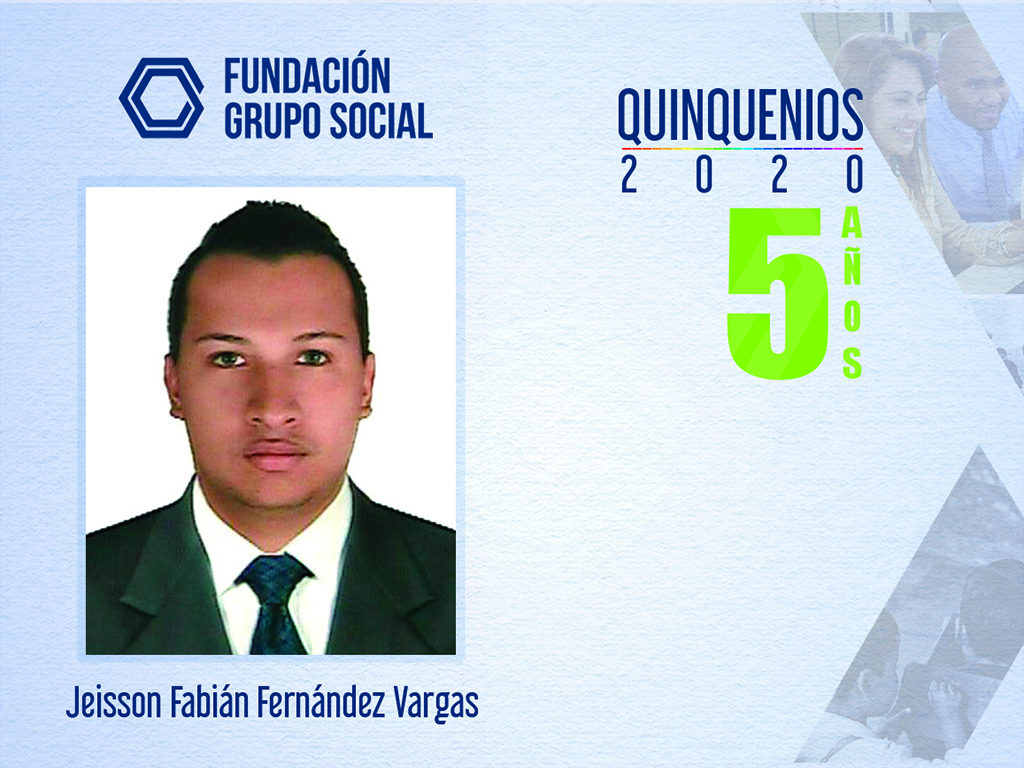 FUNDACIÓN
GRUPO SOCIAL
QUINQUENIOS
2020
5
AÑOS
Jeisson Fabián Fernández Vargas